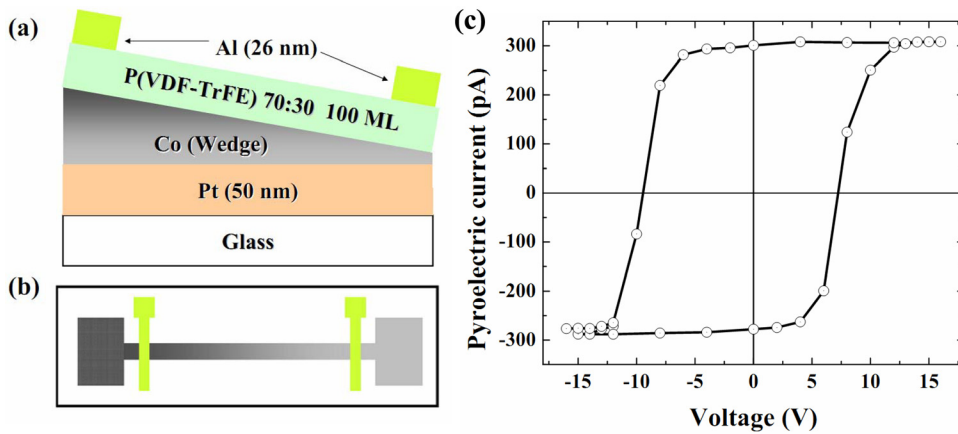 (a)
Al (26 nm)
P(VDF-TrFE) 70:30 100 ML
Co (Wedge)
Pt (50 nm)
Glass
(b)
(c)
Pyroelectric current (pA)
300
200
100
0
-100
-200
-300
-15 -10 -5 0 5 10 15
Voltage (V)